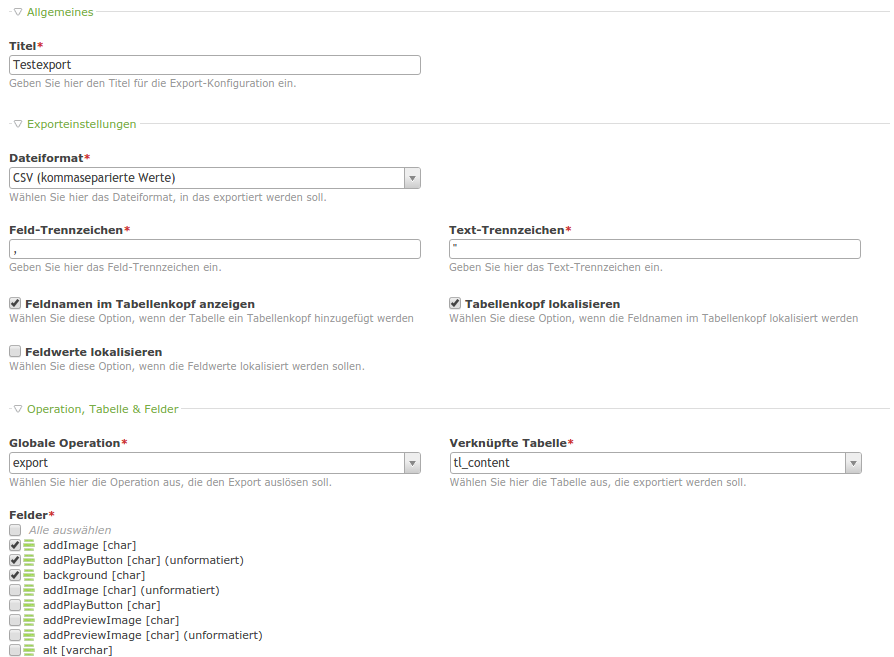 Allgemeines
Titel*
Testexport
Geben Sie hier den Titel für die Export-Konfiguration ein.
Exporteinstellungen
Dateiformat*
CSV (kommaseparierte Werte)
Wählen Sie hier das Dateiformat, in das exportiert werden soll.
Feld-Trennzeichen*
Text-Trennzeichen*
,
"
Geben Sie hier das Feld-Trennzeichen ein.
Geben Sie hier das Text-Trennzeichen ein.
Feldnamen im Tabellenkopf anzeigen
Tabellenkopf lokalisieren
Wählen Sie diese Option, wenn der Tabelle ein Tabellenkopf hinzugefügt werden
Wählen Sie diese Option, wenn die Feldnamen im Tabellenkopf lokalisiert werden
Feldwerte lokalisieren
Wählen Sie diese Option, wenn die Feldwerte lokalisiert werden sollen.
Operation, Tabelle & Felder
Globale Operation*
Verknüpfte Tabelle*
export
tl_content
Wählen Sie hier die Operation aus, die den Export auslösen soll.
Wählen Sie hier die Tabelle aus, die exportiert werden soll.
Felder*
Alle auswählen
addImage [char]
addPlayButton [char] (unformatiert)
background [char]
addImage [char] (unformatiert)
addPlayButton [char]
addPreviewImage [char]
addPreviewImage [char] (unformatiert)
alt [varchar]